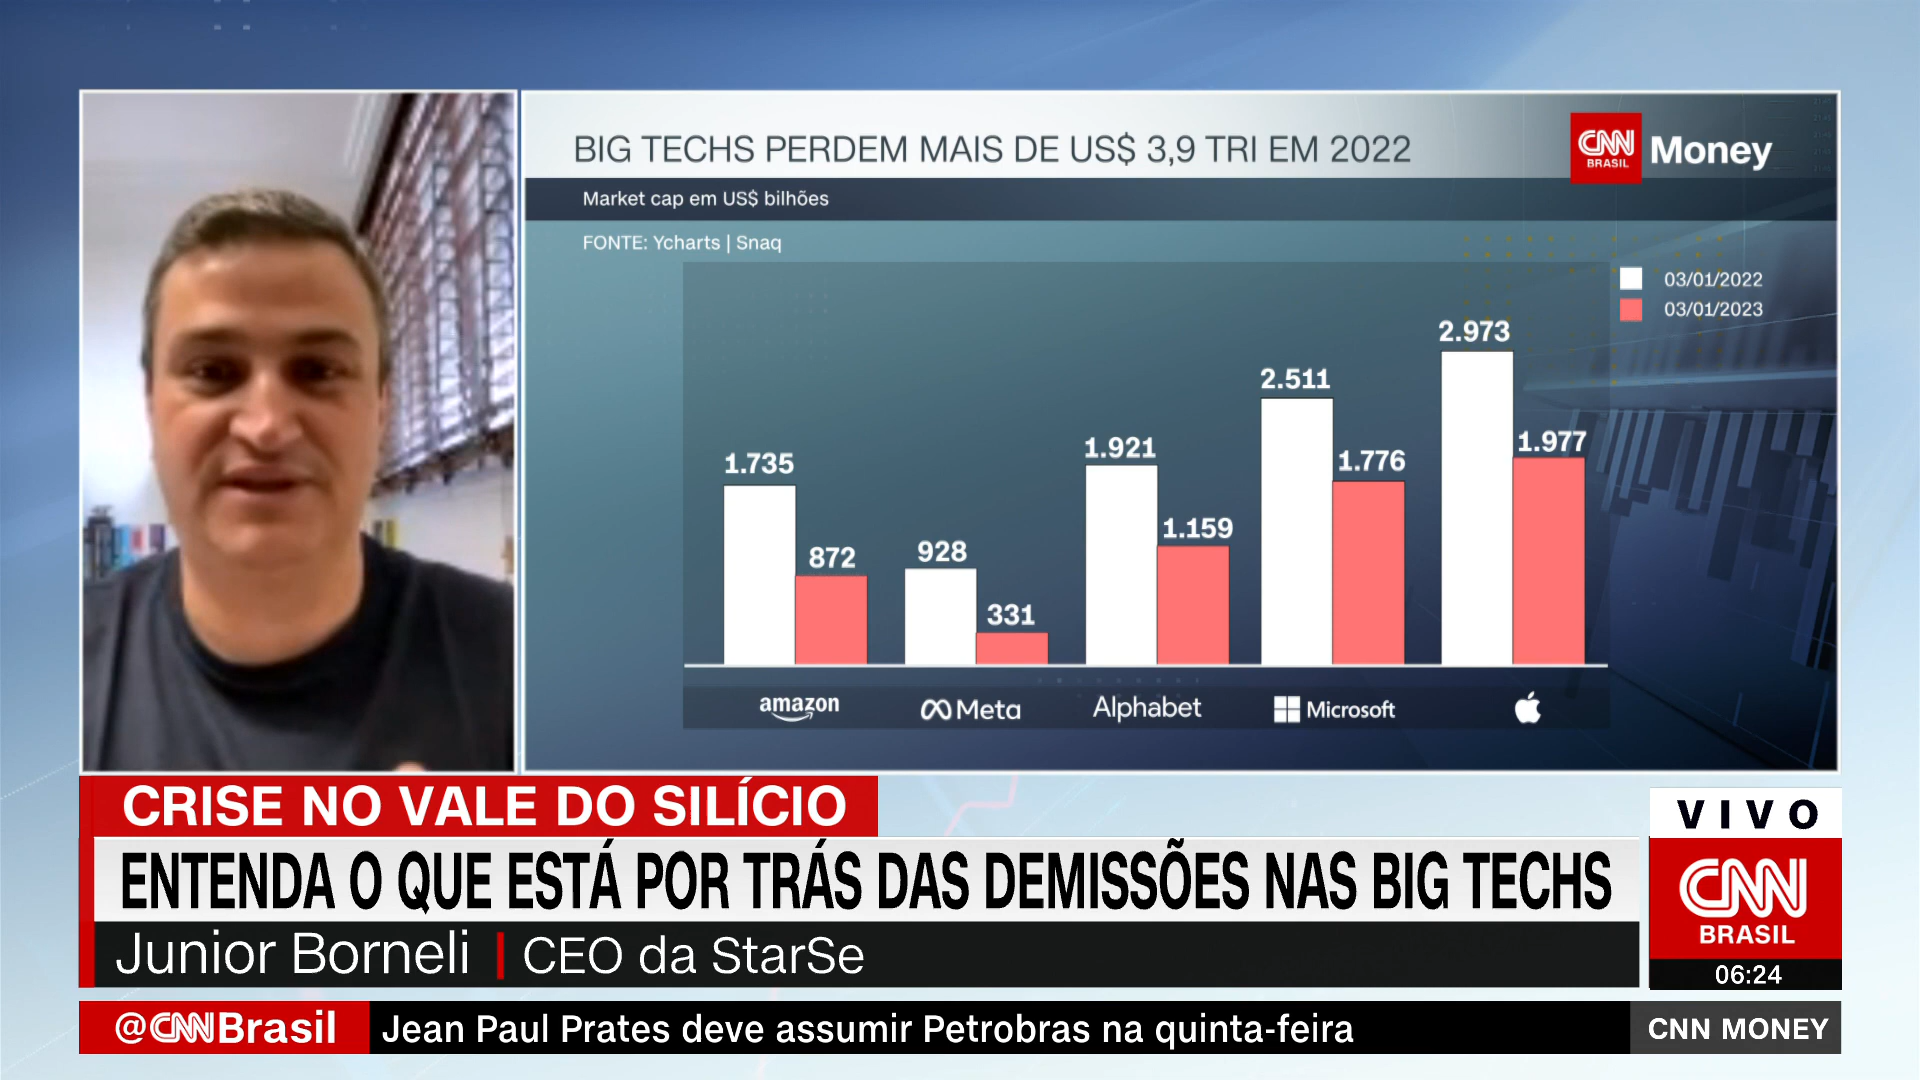 BIG TECHS PERDEM MAIS DE US$ 3,9 TRI EM 2022
CNN BRASIL Money
Market cap em US$ bilhões
FONTE: Ycharts | Snaq
03/01/2022
03/01/2023
1.735
872
928
331
1.921
1.159
2.511
1.776
2.973
1.977
amazon
Meta
Alphabet
Microsoft
CRISE NO VALE DO SILÍCIO
ENTENDA O QUE ESTÁ POR TRÁS DAS DEMISSÕES NAS BIG TECHS
Junior Borneli | CEO da StarSe
VIVO
CNN
BRASIL
06:24
@CNNBrasil
Jean Paul Prates deve assumir Petrobras na quinta-feira
CNN MONEY